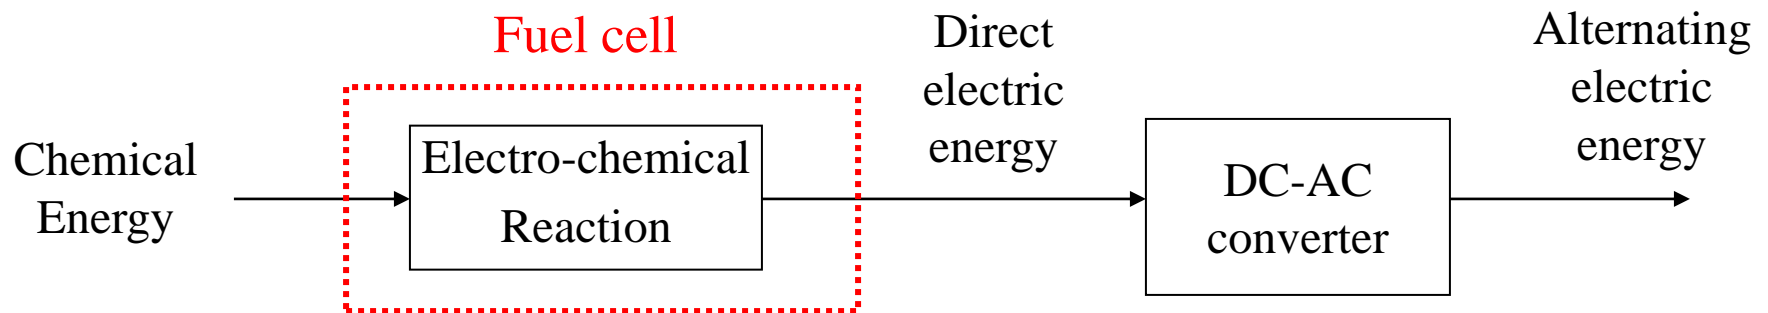 Fuel cell
Chemical
Energy
Electro-chemical
Reaction
Direct
electric
energy
DC-AC
converter
Alternating
electric
energy